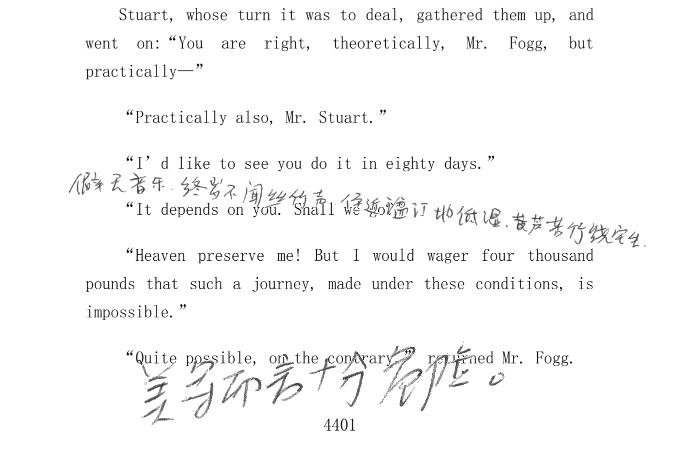 Stuart, whose turn it was to deal, gathered them up, and
went on: “You are right, theoretically, Mr. Fogg, but
practically—”
“Practically also, Mr. Stuart.”
“I’d like to see you do it in eighty days.”
僻无音乐.终岁不闻丝竹声.住近湓江地低湿、黄芦苦竹绕宅生.
“It depends on you. Shall we go?”
“Heaven preserve me! But I would wager four thousand
pounds that such a journey, made under these conditions, is
impossible.”
“Quite possible, on the contrary,” returned Mr. Fogg.
美军而言十分危险。
4401